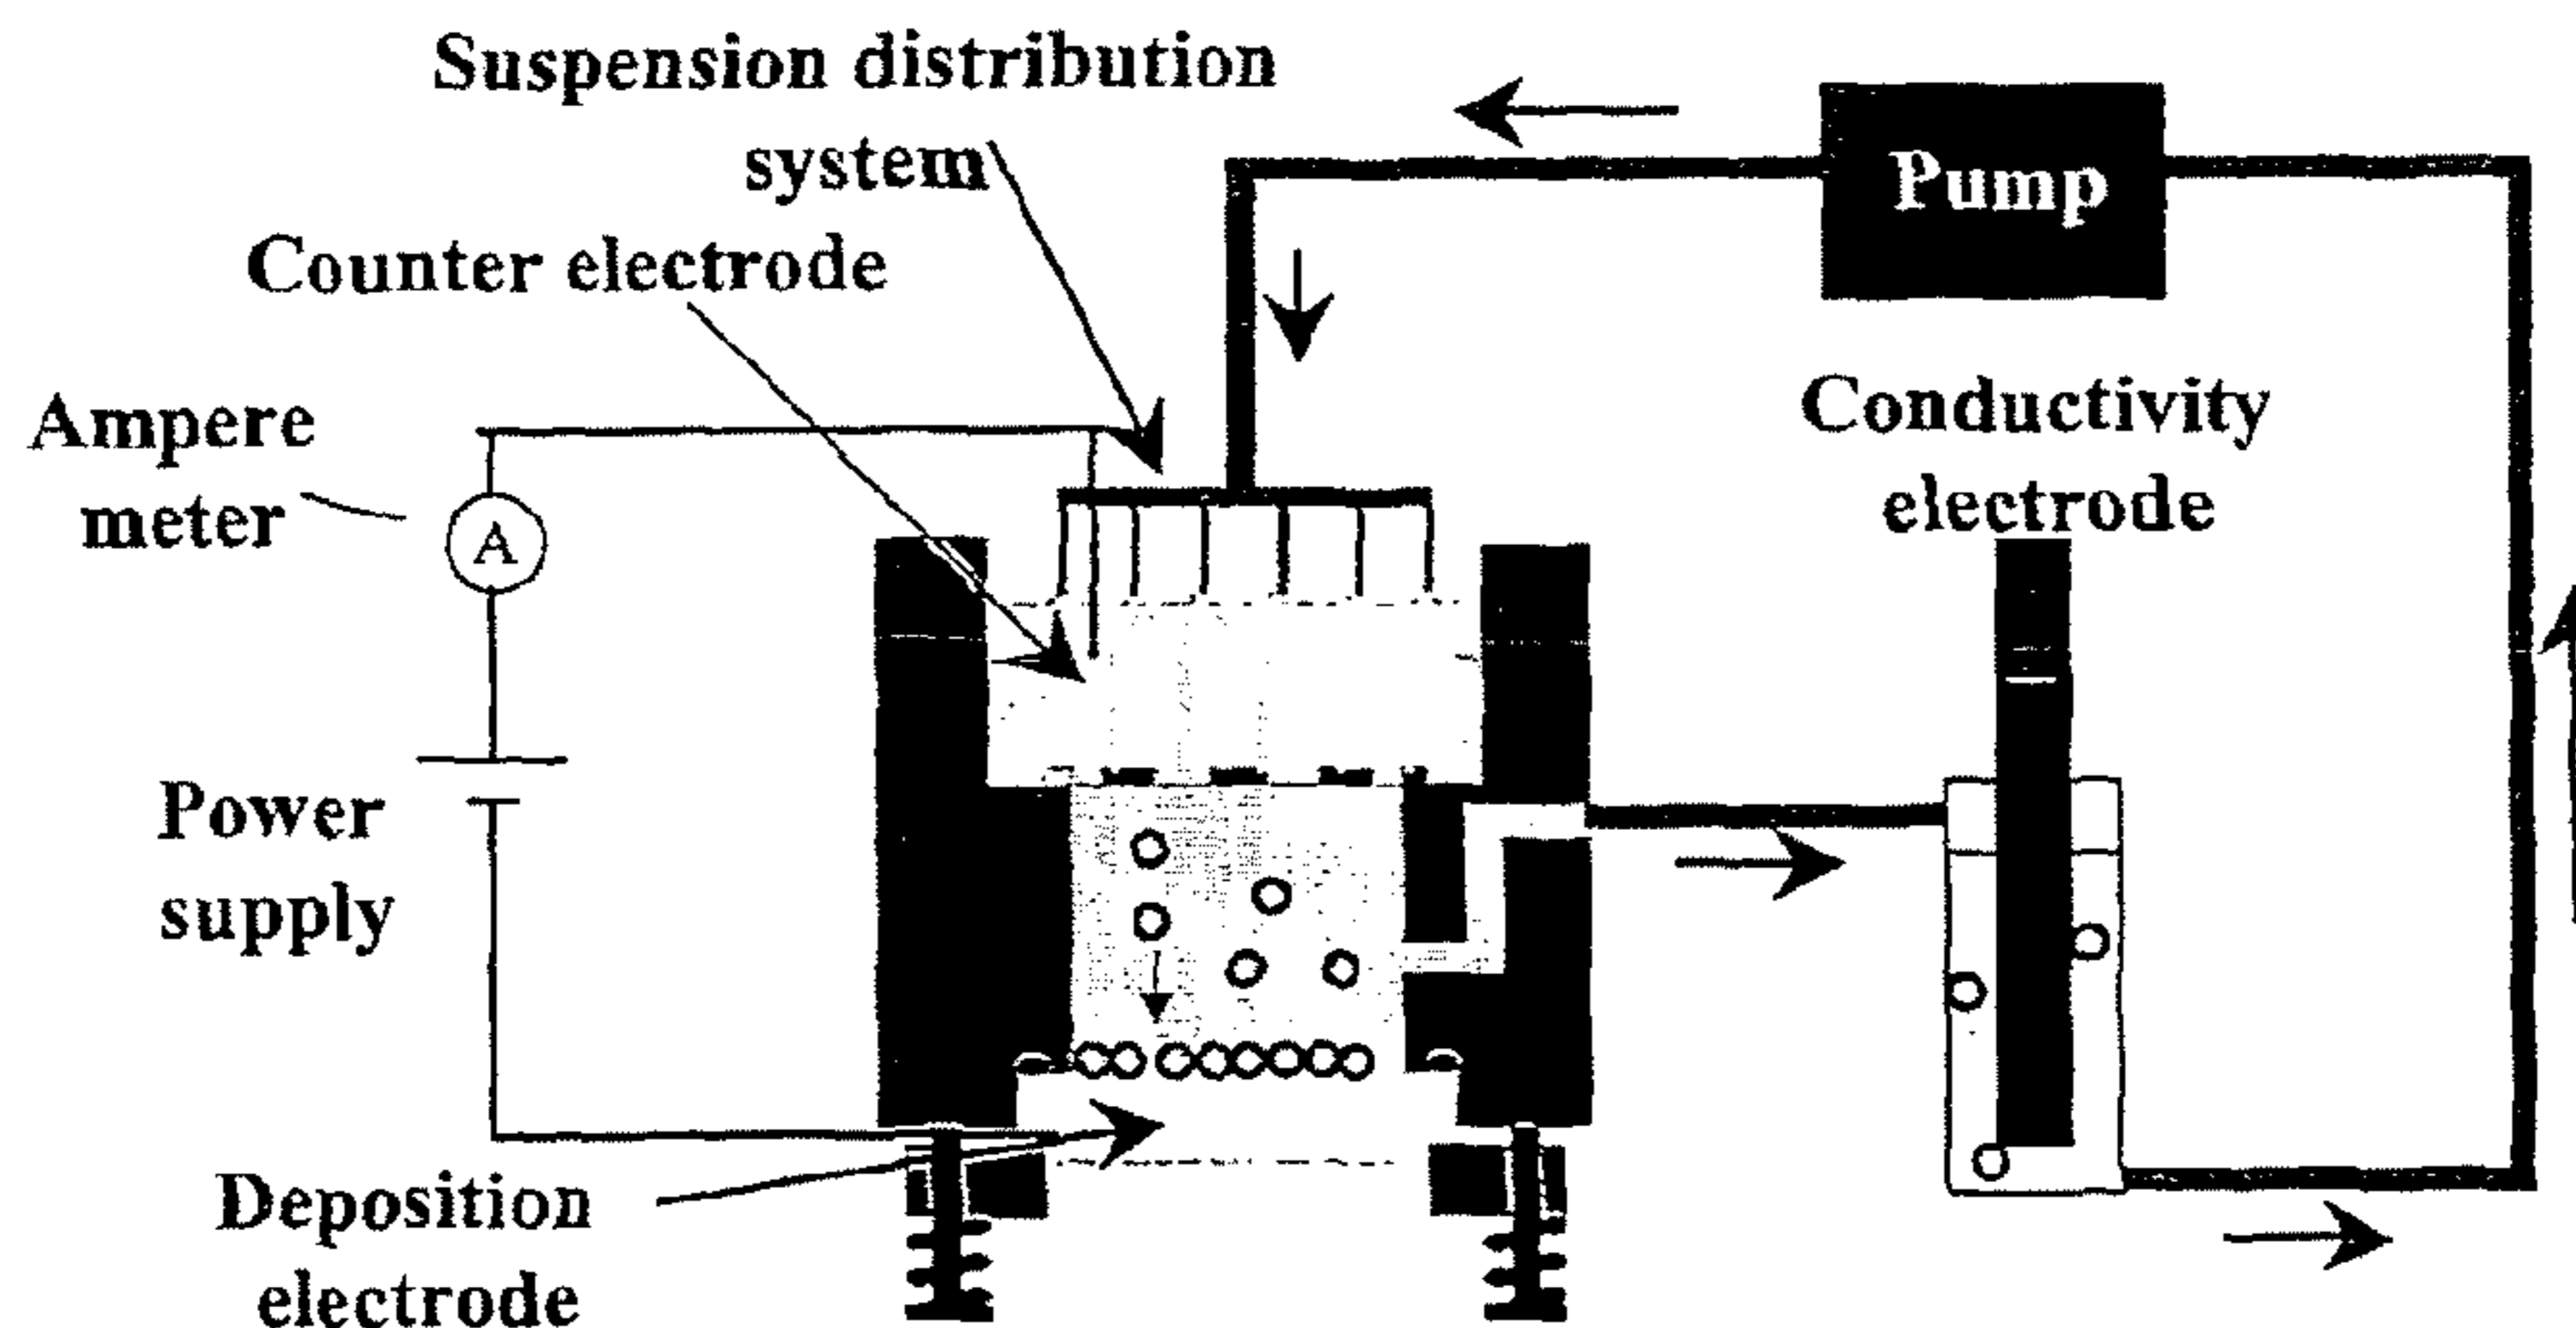 Suspension distribution
system
Counter electrode
Ampere
meter
A
Power
supply
Deposition
electrode
Pump
Conductivity
electrode